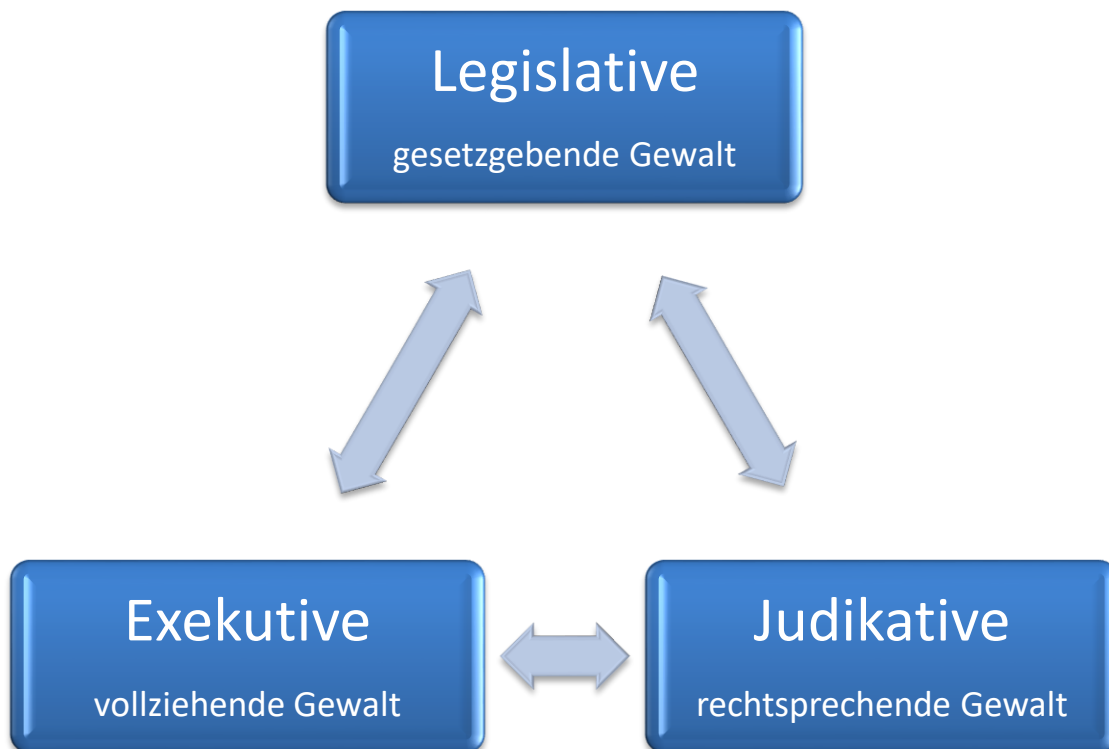 Legislative
gesetzgebende Gewalt
Exekutive
vollziehende Gewalt
Judikative
rechtsprechende Gewalt